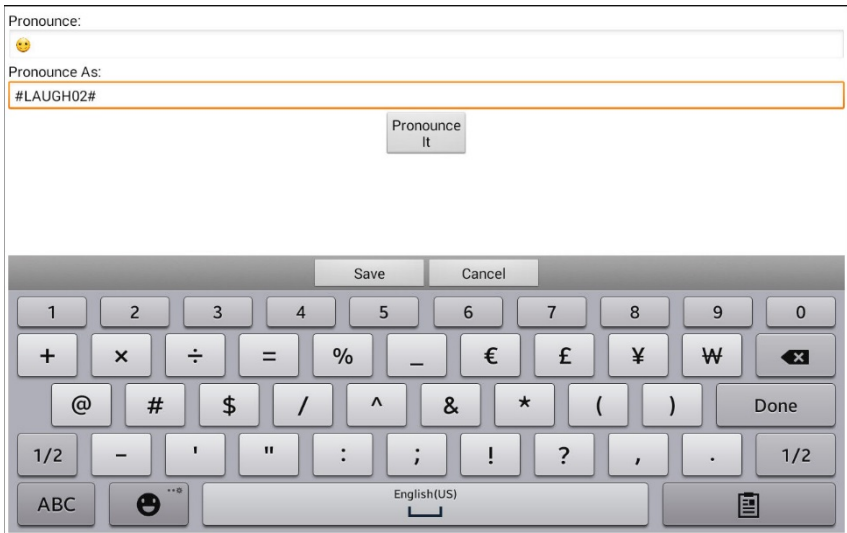 Pronounce:
🙂
Pronounce As:
#LAUGH02#
Pronounce
It
Save Cancel
1 2 3 4 5 6 7 8 9 0
+ × ÷ = % _ € £ ¥ ₩
@ # $ / ^ & * ( ) Done
1/2 - ' " : ; ! ? , . 1/2
ABC English(US)